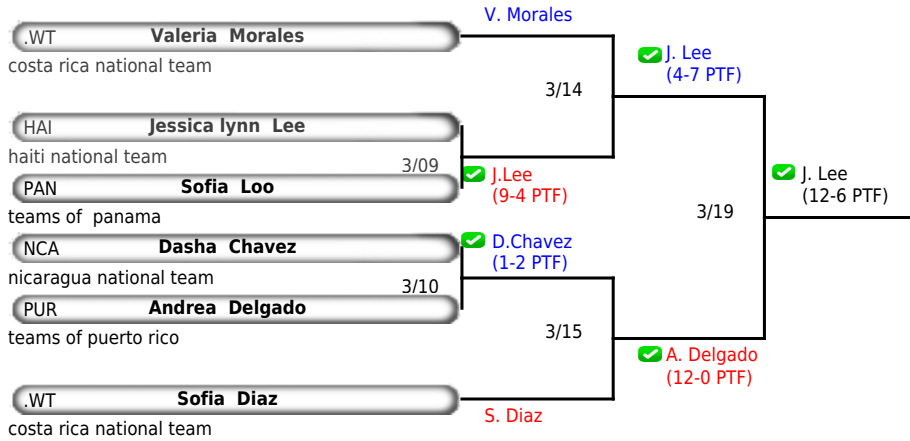 V. Morales
.WT Valeria Morales
costa rica national team
J. Lee
(4-7 PTF)
3/14
HAI Jessica lynn Lee
haiti national team
3/09
J.Lee
(9-4 PTF)
PAN Sofia Loo
teams of panama
J. Lee
(12-6 PTF)
3/19
NCA Dasha Chavez
nicaragua national team
D.Chavez
(1-2 PTF)
3/10
PUR Andrea Delgado
teams of puerto rico
3/15
A. Delgado
(12-0 PTF)
.WT Sofia Diaz
costa rica national team
S. Diaz